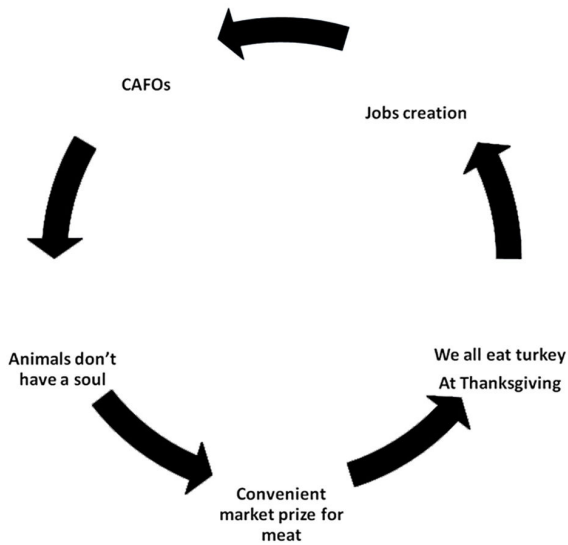 CAFOs
Jobs creation
Animals don't
have a soul
We all eat turkey
At Thanksgiving
Convenient
market prize for
meat